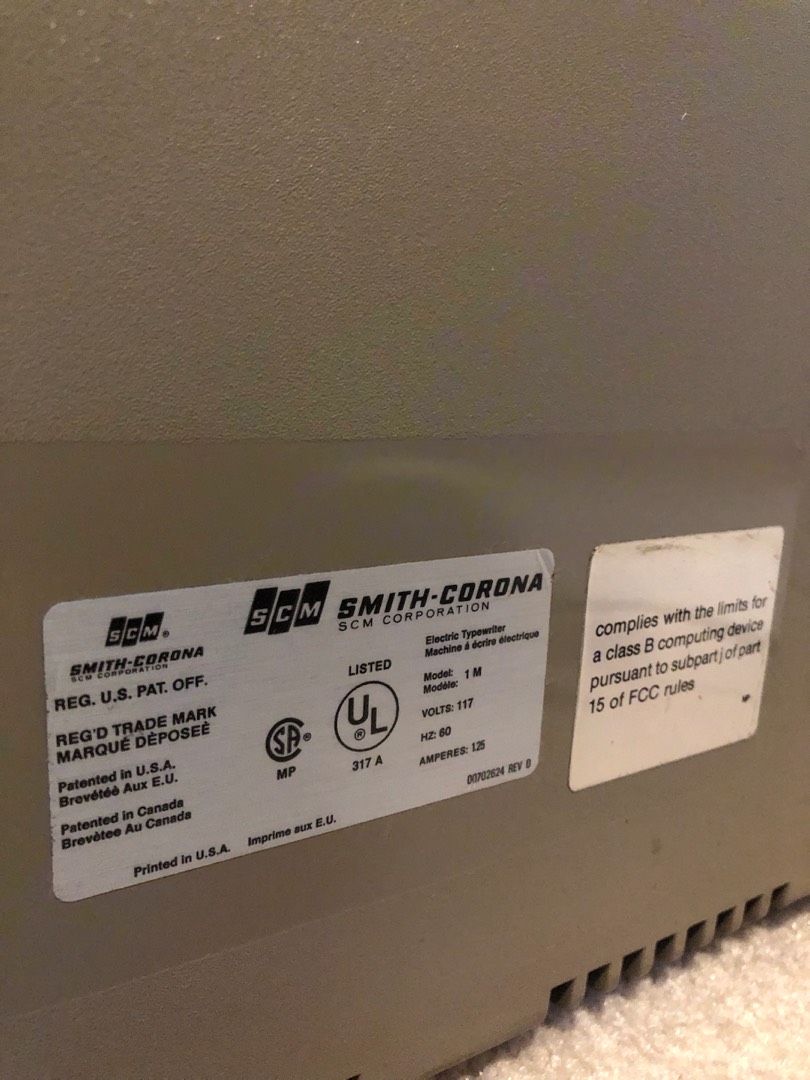 SCM®
SMITH-CORONA
SCM CORPORATION
REG. U.S. PAT. OFF.
REG'D TRADE MARK
MARQUÉ DÈPOSEÈ
Patented in U.S.A.
Brevétéè Aux E.U.
Patented in Canada
Brevètee Au Canada
Printed in U.S.A. Imprime aux E.U.
SCM SMITH-CORONA
SCM CORPORATION
SA®
MP
LISTED
UL
®
317 A
Electric Typewriter
Machine á écrire électrique
Model: 1 M
Modèle:
VOLTS: 117
HZ: 60
AMPERES: 1.25
D0702624 REV D
complies with the limits for
a class B computing device
pursuant to subpart j of part
15 of FCC rules